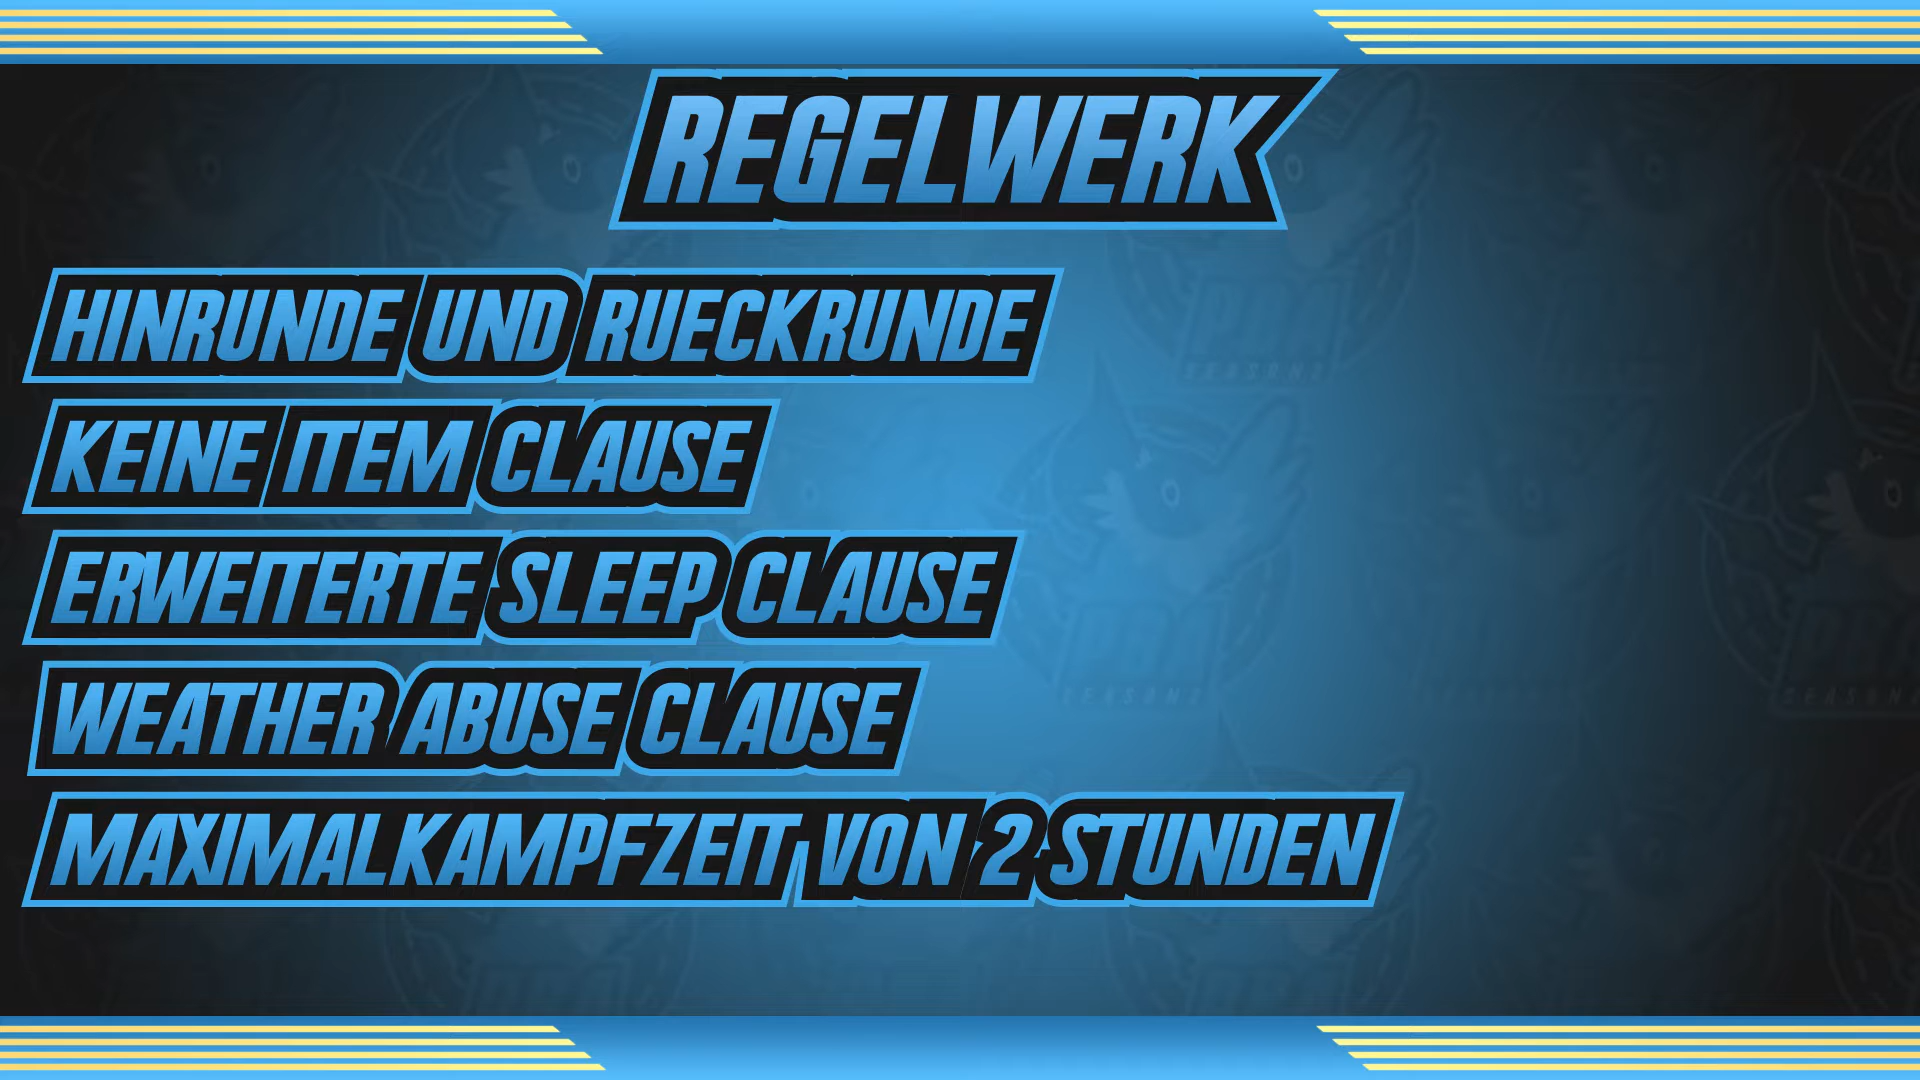 REGELWERK
HINRUNDE UND RUECKRUNDE
KEINE ITEM CLAUSE
ERWEITERTE SLEEP CLAUSE
WEATHER ABUSE CLAUSE
MAXIMALKAMPFZEIT VON 2 STUNDEN